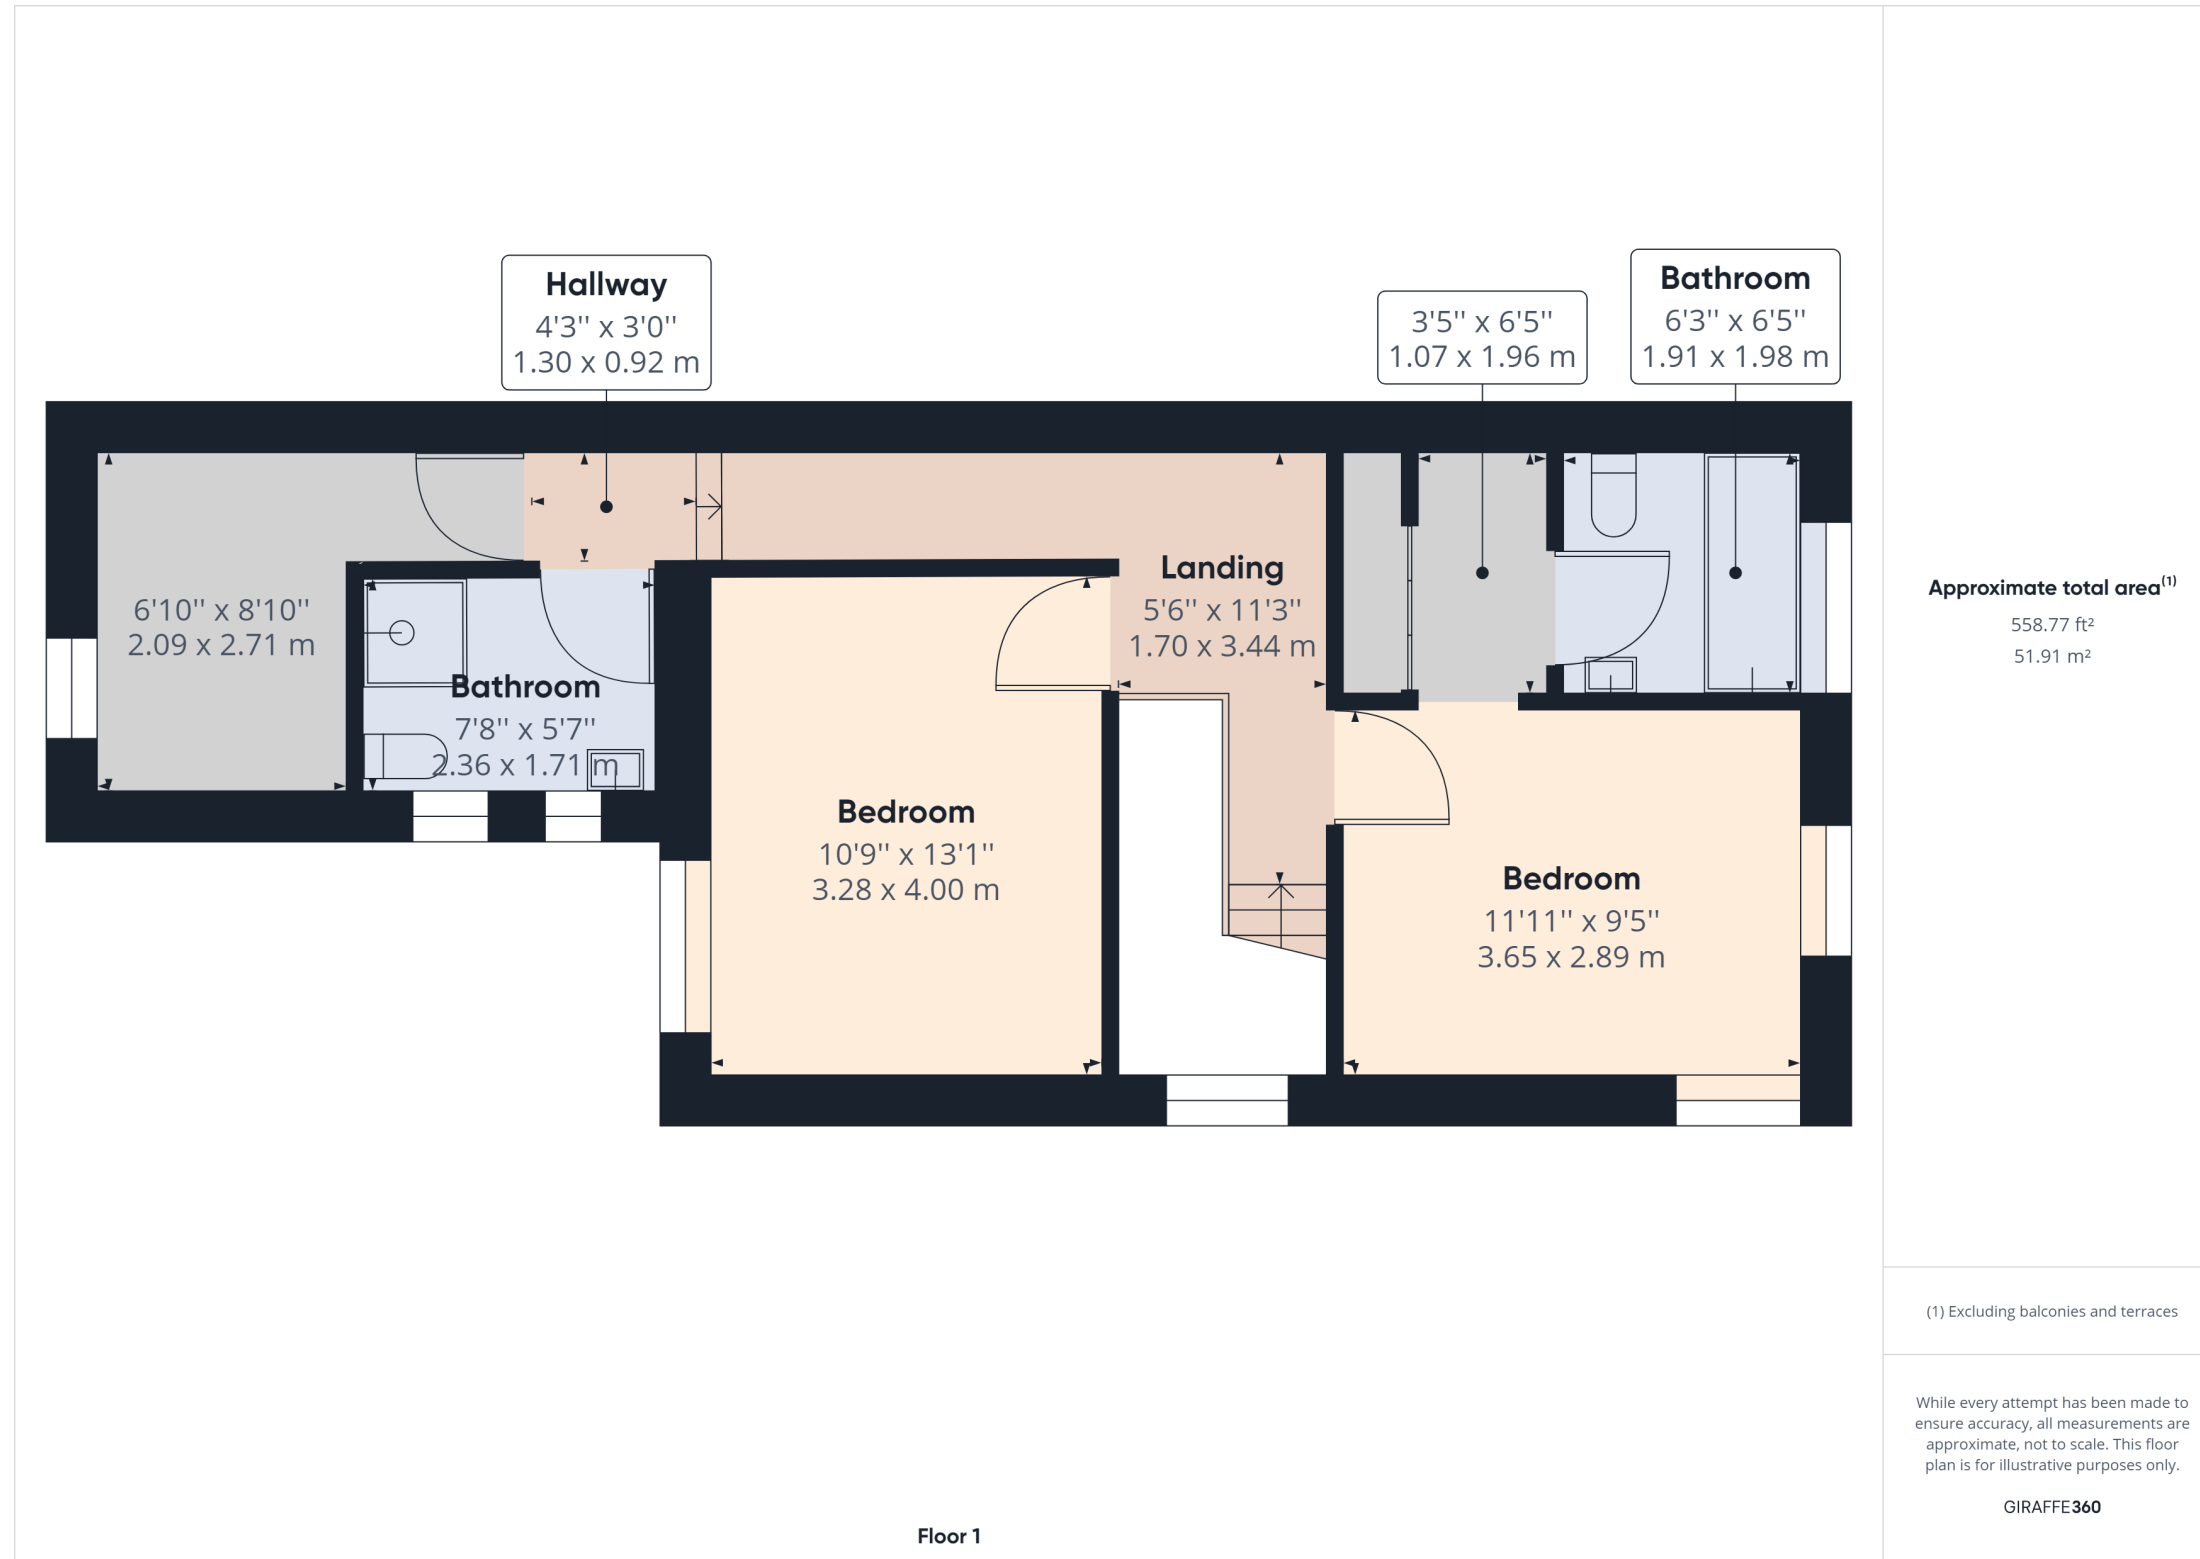 Hallway
4'3'' x 3'0''
1.30 x 0.92 m
3'5'' x 6'5''
1.07 x 1.96 m
Bathroom
6'3'' x 6'5''
1.91 x 1.98 m
6'10'' x 8'10''
2.09 x 2.71 m
Bathroom
7'8'' x 5'7''
2.36 x 1.71 m
Landing
5'6'' x 11'3''
1.70 x 3.44 m
Bedroom
10'9'' x 13'1''
3.28 x 4.00 m
Bedroom
11'11'' x 9'5''
3.65 x 2.89 m
Floor 1
Approximate total area(1)
558.77 ft²
51.91 m²
(1) Excluding balconies and terraces
While every attempt has been made to
ensure accuracy, all measurements are
approximate, not to scale. This floor
plan is for illustrative purposes only.
GIRAFFE360